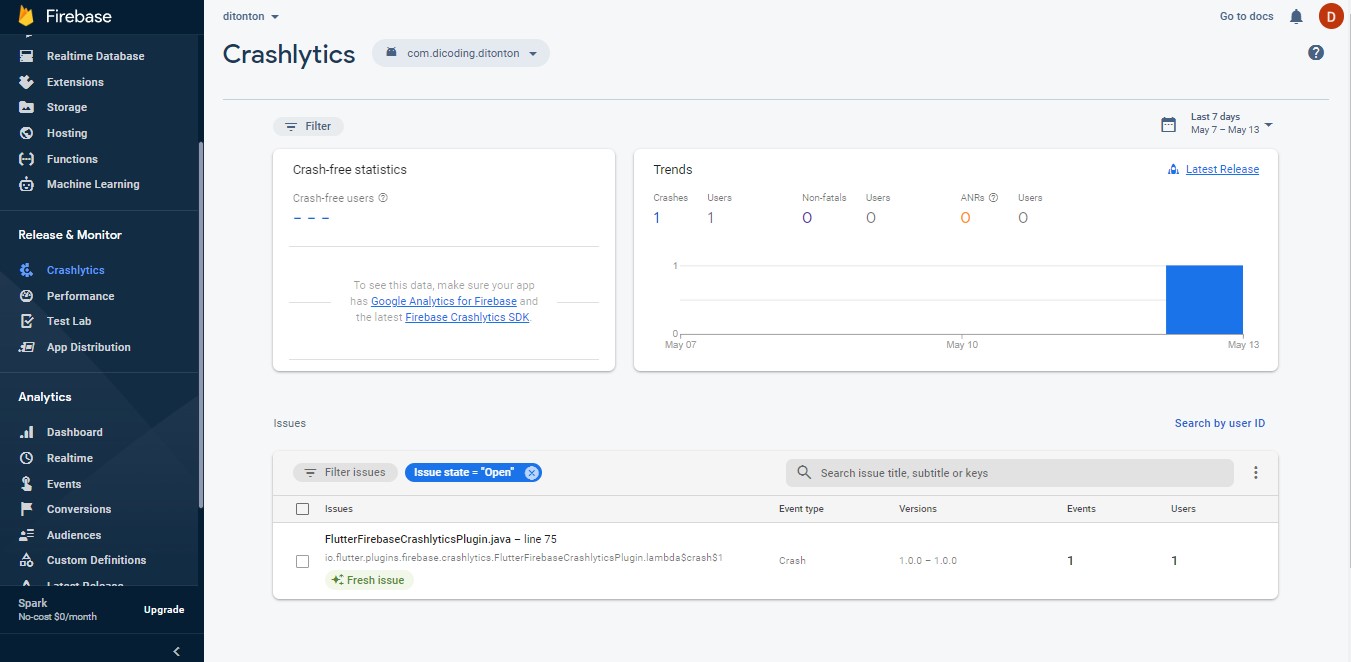 Firebase
Realtime Database
Extensions
Storage
Hosting
Functions
Machine Learning
Release & Monitor
Crashlytics
Performance
Test Lab
App Distribution
Analytics
Dashboard
Realtime
Events
Conversions
Audiences
Custom Definitions
Latest Release
Spark
No-cost $0/month
Upgrade
ditonton
Go to docs
D
Crashlytics
com.dicoding.ditonton
Filter
Last 7 days
May 7 – May 13
Crash-free statistics
Crash-free users
– – –
To see this data, make sure your app
has Google Analytics for Firebase and
the latest Firebase Crashlytics SDK
Trends
Latest Release
Crashes Users Non-fatals Users ANRs Users
1 1 0 0 0 0
1
0
May 07 May 10 May 13
Issues
Search by user ID
Filter issues
Issue state = “Open”
Search issue title, subtitle or keys
Issues Event type Versions Events Users
FlutterFirebaseCrashlyticsPlugin.java – line 75
io.flutter.plugins.firebase.crashlytics.FlutterFirebaseCrashlyticsPlugin.lambda$crash$1
Crash 1.0.0 – 1.0.0 1 1
Fresh issue